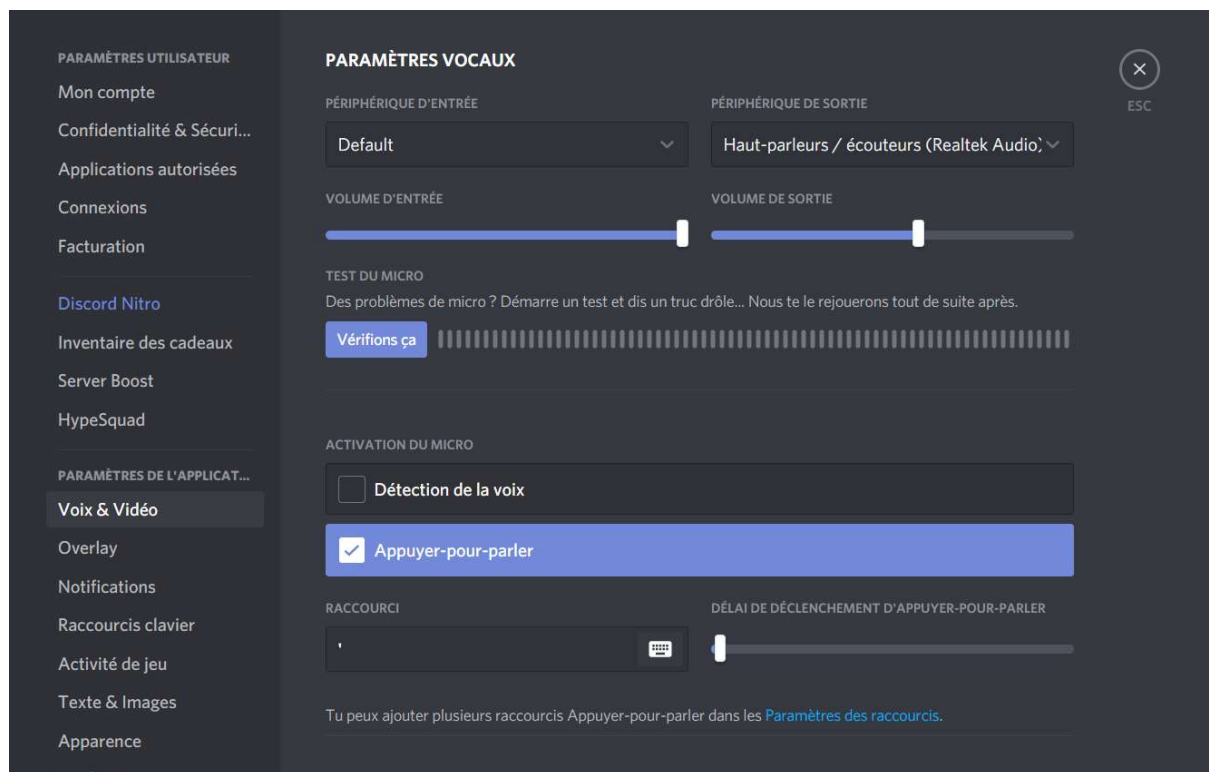 PARAMÈTRES UTILISATEUR
Mon compte
Confidentialité & Sécuri...
Applications autorisées
Connexions
Facturation
Discord Nitro
Inventaire des cadeaux
Server Boost
HypeSquad
PARAMÈTRES DE L'APPLICAT...
Voix & Vidéo
Overlay
Notifications
Raccourcis clavier
Activité de jeu
Texte & Images
Apparence
PARAMÈTRES VOCAUX
PÉRIPHÉRIQUE D'ENTRÉE
Default
PÉRIPHÉRIQUE DE SORTIE
Haut-parleurs / écouteurs (Realtek Audio)
VOLUME D'ENTRÉE
VOLUME DE SORTIE
TEST DU MICRO
Des problèmes de micro ? Démarre un test et dis un truc drôle... Nous te le rejouerons tout de suite après.
Vérifions ça
ACTIVATION DU MICRO
Détection de la voix
Appuyer-pour-parler
RACCOURCI
'
DÉLAI DE DÉCLENCHEMENT D'APPUYER-POUR-PARLER
Tu peux ajouter plusieurs raccourcis Appuyer-pour-parler dans les Paramètres des raccourcis.
ESC